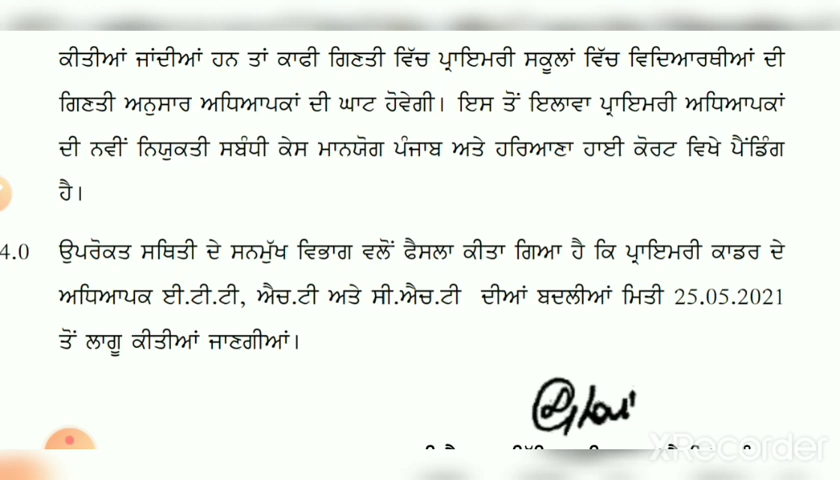 ਕੀਤੀਆਂ ਜਾਂਦੀਆਂ ਹਨ ਤਾਂ ਕਾਫੀ ਗਿਣਤੀ ਵਿੱਚ ਪ੍ਰਾਇਮਰੀ ਸਕੂਲਾਂ ਵਿੱਚ ਵਿਦਿਆਰਥੀਆਂ ਦੀ
ਗਿਣਤੀ ਅਨੁਸਾਰ ਅਧਿਆਪਕਾਂ ਦੀ ਘਾਟ ਹੋਵੇਗੀ। ਇਸ ਤੋਂ ਇਲਾਵਾ ਪ੍ਰਾਇਮਰੀ ਅਧਿਆਪਕਾਂ
ਦੀ ਨਵੀਂ ਨਿਯੁਕਤੀ ਸਬੰਧੀ ਕੇਸ ਮਾਨਯੋਗ ਪੰਜਾਬ ਅਤੇ ਹਰਿਆਣਾ ਹਾਈ ਕੋਰਟ ਵਿਖੇ ਪੈਂਡਿੰਗ
ਹੈ।
4.0 ਉਪਰੋਕਤ ਸਥਿਤੀ ਦੇ ਸਨਮੁੱਖ ਵਿਭਾਗ ਵਲੋਂ ਫੈਸਲਾ ਕੀਤਾ ਗਿਆ ਹੈ ਕਿ ਪ੍ਰਾਇਮਰੀ ਕਾਡਰ ਦੇ
ਅਧਿਆਪਕ ਈ.ਟੀ.ਟੀ, ਐਚ.ਟੀ ਅਤੇ ਸੀ.ਐਚ.ਟੀ ਦੀਆਂ ਬਦਲੀਆਂ ਮਿਤੀ 25.05.2021
ਤੋਂ ਲਾਗੂ ਕੀਤੀਆਂ ਜਾਣਗੀਆਂ।
XRecorder